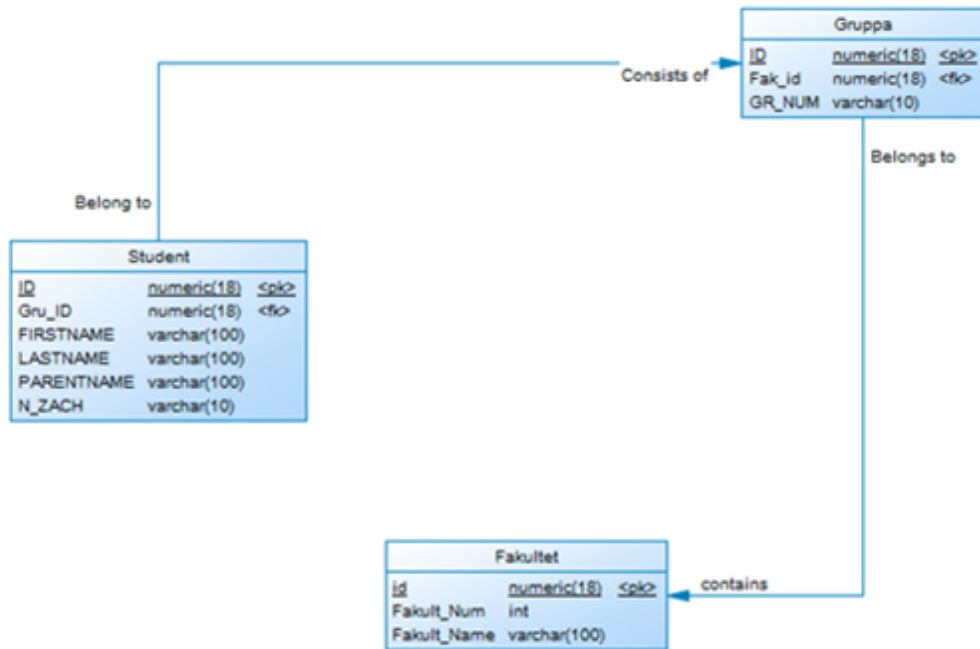 Gruppa
ID numeric(18) <pk>
Fak_id numeric(18) <fk>
GR_NUM varchar(10)
Consists of
Belongs to
Belong to
Student
ID numeric(18) <pk>
Gru_ID numeric(18) <fk>
FIRSTNAME varchar(100)
LASTNAME varchar(100)
PARENTNAME varchar(100)
N_ZACH varchar(10)
Fakultet
id numeric(18) <pk>
Fakult_Num int
Fakult_Name varchar(100)
contains